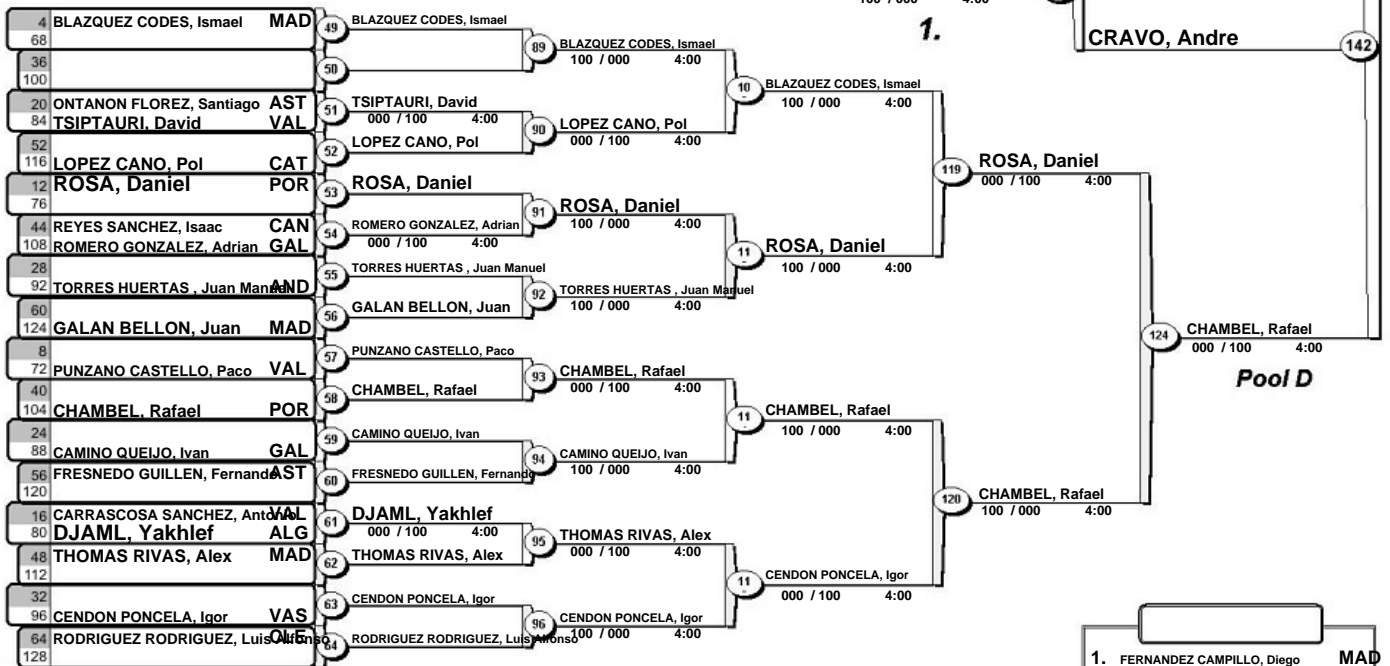 100 / 000 4:00
1.
CRAVO, Andre
142
4 BLAZQUEZ CODES, Ismael MAD
68
36
100
20 ONTANON FLOREZ, Santiago AST
84 TSIPTAURI, David VAL
52
116 LOPEZ CANO, Pol CAT
12 ROSA, Daniel POR
76
44 REYES SANCHEZ, Isaac CAN
108 ROMERO GONZALEZ, Adrian GAL
28
92 TORRES HUERTAS , Juan Manuel AND
60
124 GALAN BELLON, Juan MAD
8
72 PUNZANO CASTELLO, Paco VAL
40
104 CHAMBEL, Rafael POR
24
88 CAMINO QUEIJO, Ivan GAL
56 FRESNEDO GUILLEN, Fernando AST
120
16 CARRASCOSA SANCHEZ, Antonio VAL
80 DJAML, Yakhlef ALG
48 THOMAS RIVAS, Alex MAD
112
32
96 CENDON PONCELA, Igor VAS
64 RODRIGUEZ RODRIGUEZ, Luis Alfonso CLE
128
49 BLAZQUEZ CODES, Ismael
50
51 TSIPTAURI, David
000 / 100 4:00
52 LOPEZ CANO, Pol
53 ROSA, Daniel
54 ROMERO GONZALEZ, Adrian
000 / 100 4:00
55 TORRES HUERTAS , Juan Manuel
56 GALAN BELLON, Juan
57 PUNZANO CASTELLO, Paco
58 CHAMBEL, Rafael
59 CAMINO QUEIJO, Ivan
60 FRESNEDO GUILLEN, Fernando
61 DJAML, Yakhlef
000 / 100 4:00
62 THOMAS RIVAS, Alex
63 CENDON PONCELA, Igor
64 RODRIGUEZ RODRIGUEZ, Luis Alfonso
89 BLAZQUEZ CODES, Ismael
100 / 000 4:00
90 LOPEZ CANO, Pol
000 / 100 4:00
91 ROSA, Daniel
100 / 000 4:00
92 TORRES HUERTAS , Juan Manuel
100 / 000 4:00
93 CHAMBEL, Rafael
000 / 100 4:00
94 CAMINO QUEIJO, Ivan
100 / 000 4:00
95 THOMAS RIVAS, Alex
000 / 100 4:00
96 CENDON PONCELA, Igor
100 / 000 4:00
10 BLAZQUEZ CODES, Ismael
100 / 000 4:00
11 ROSA, Daniel
100 / 000 4:00
11 CHAMBEL, Rafael
100 / 000 4:00
11 CENDON PONCELA, Igor
000 / 100 4:00
119 ROSA, Daniel
000 / 100 4:00
120 CHAMBEL, Rafael
100 / 000 4:00
124 CHAMBEL, Rafael
000 / 100 4:00
Pool D
1. FERNANDEZ CAMPILLO, Diego MAD